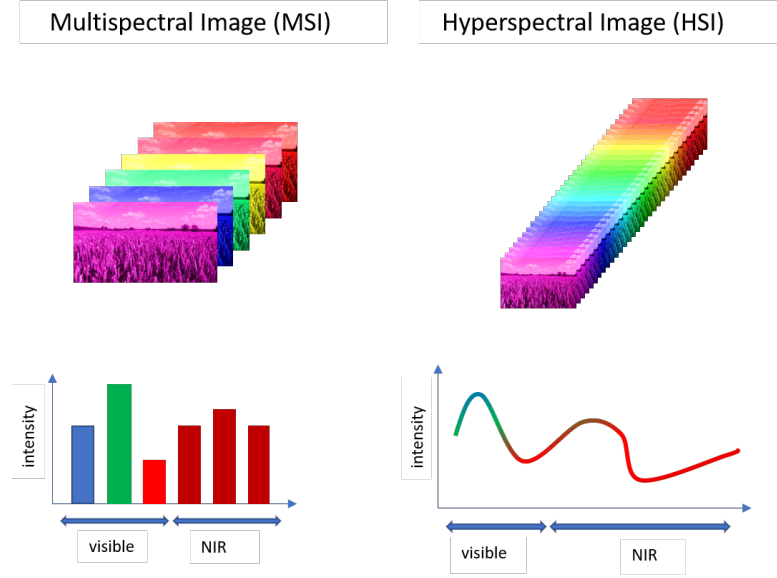 Multispectral Image (MSI)
Hyperspectral Image (HSI)
intensity
visible
NIR
intensity
visible
NIR